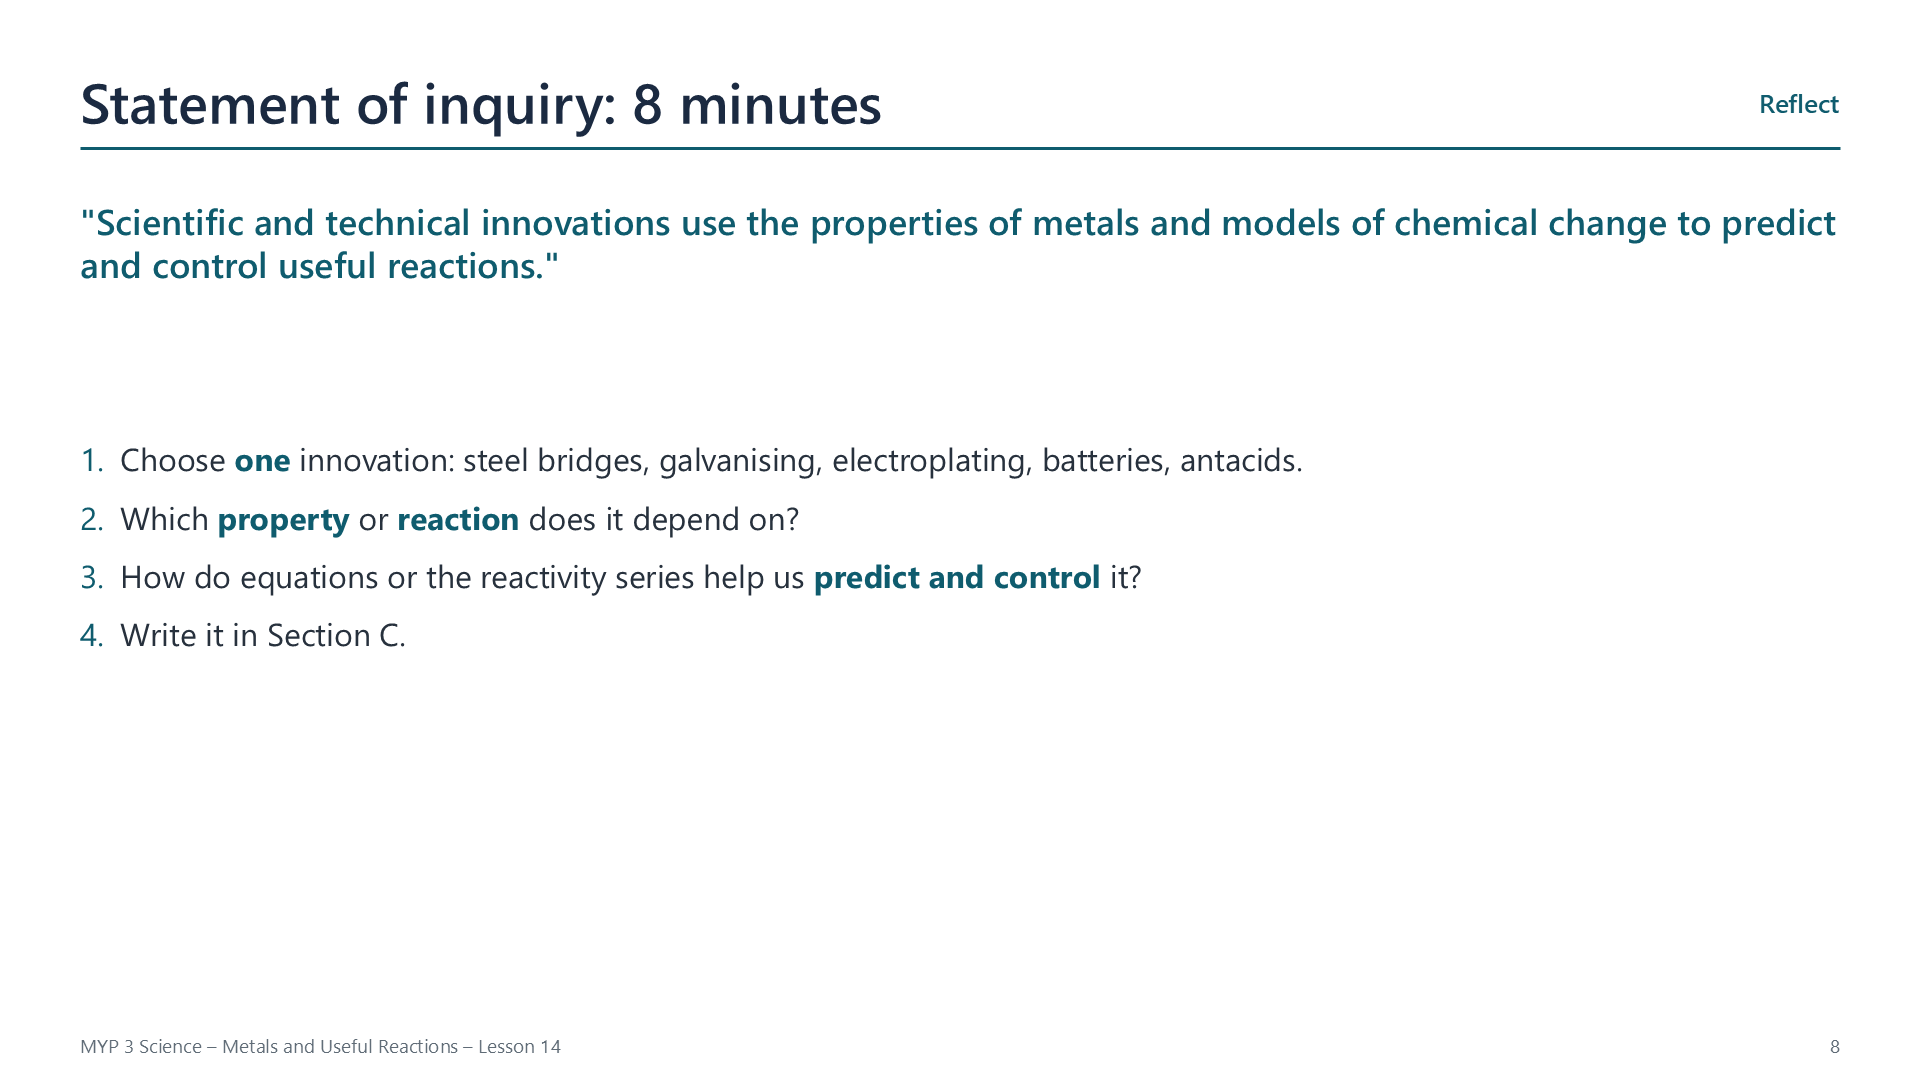 Statement of inquiry: 8 minutes
Reflect
"Scientific and technical innovations use the properties of metals and models of chemical change to predict
and control useful reactions."
1. Choose one innovation: steel bridges, galvanising, electroplating, batteries, antacids.
2. Which property or reaction does it depend on?
3. How do equations or the reactivity series help us predict and control it?
4. Write it in Section C.
MYP 3 Science – Metals and Useful Reactions – Lesson 14
8